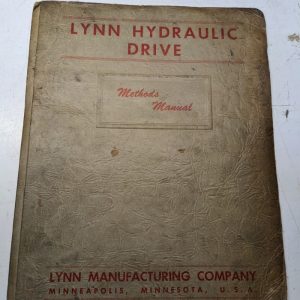 LYNN HYDRAULIC
DRIVE
Methods
Manual
LYNN MANUFACTURING COMPANY
MINNEAPOLIS, MINNESOTA, U.S.A.